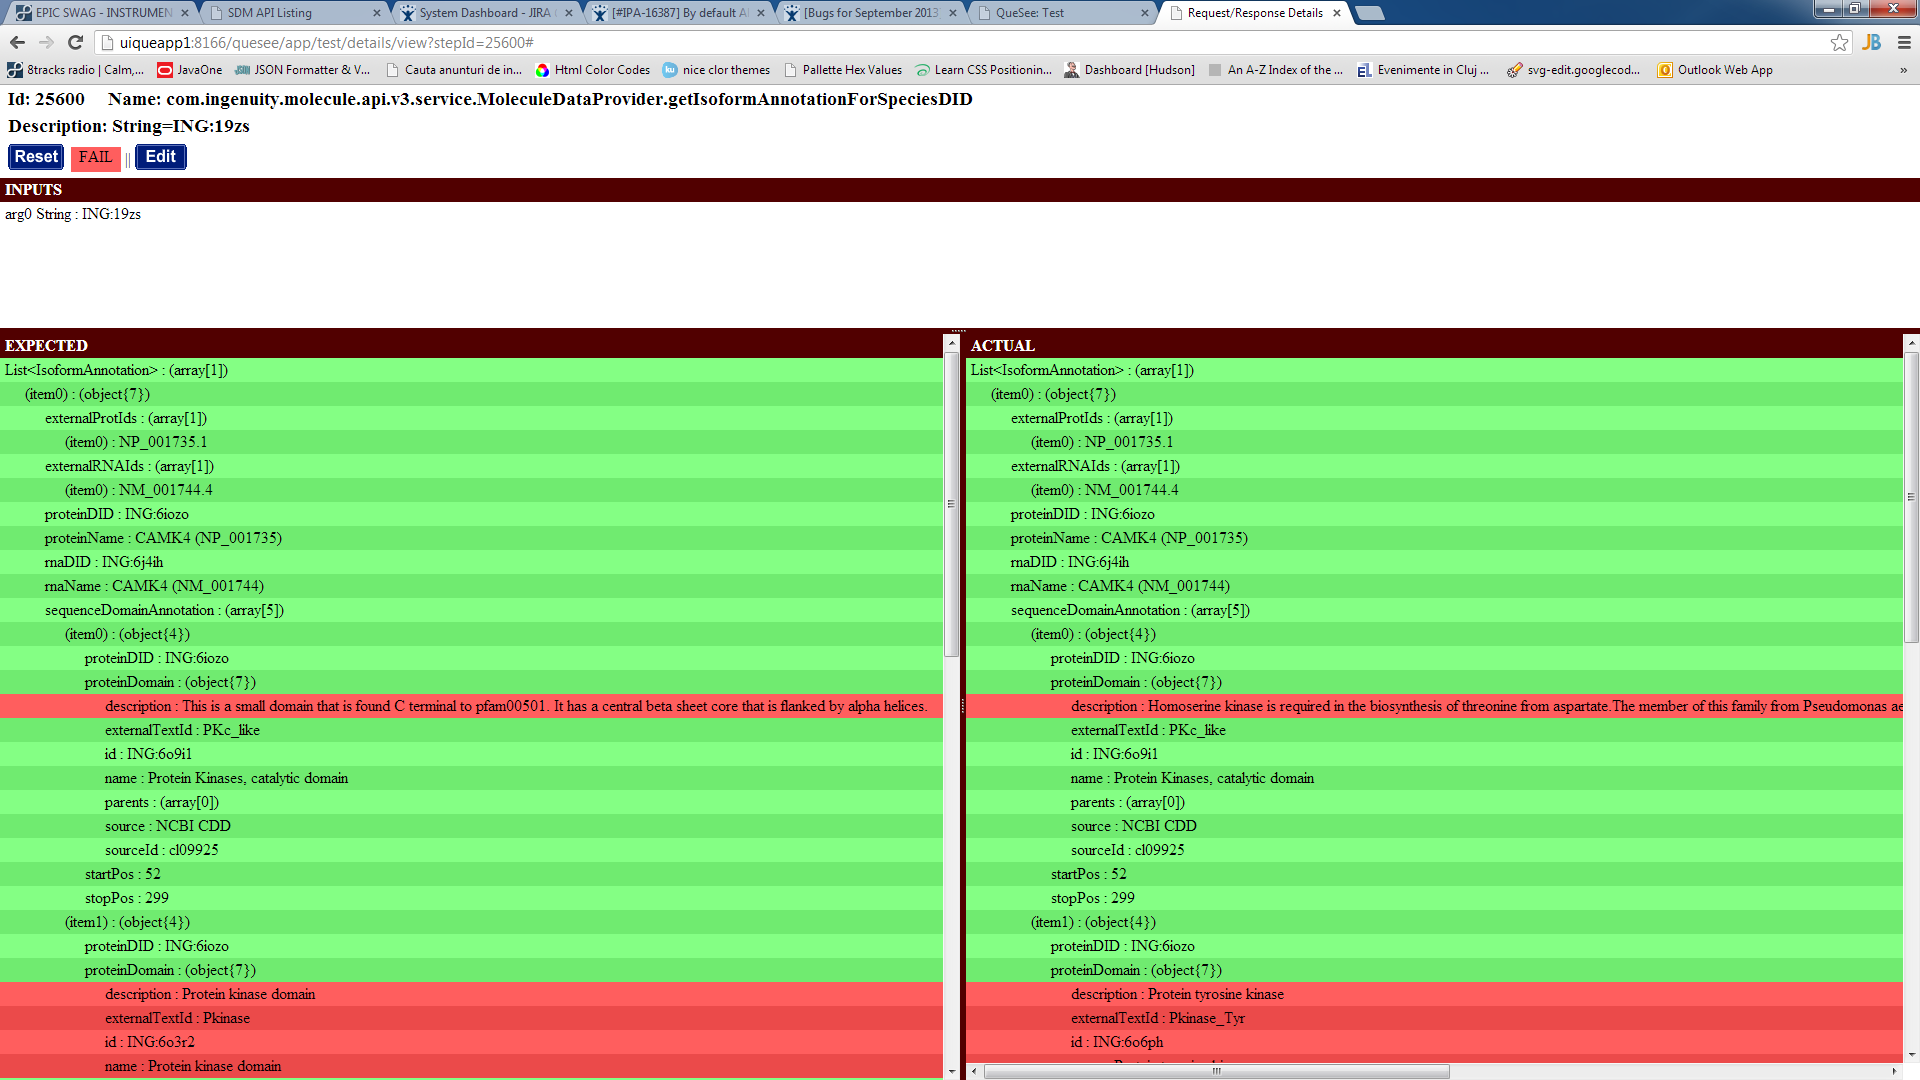 EPIC SWAG - INSTRUMEN
SDM API Listing
System Dashboard - JIRA
[#IPA-16387] By default A
[Bugs for September 2013
QueSee: Test
Request/Response Details
uiqueapp1:8166/quesee/app/test/details/view?stepId=25600#
8tracks radio | Calm,...
JavaOne
JSON Formatter & V...
Cauta anunturi de in...
Html Color Codes
nice clor themes
Pallette Hex Values
Learn CSS Positionin...
Dashboard [Hudson]
An A-Z Index of the ...
Evenimente in Cluj ...
svg-edit.googlecod...
Outlook Web App
»
Id: 25600 Name: com.ingenuity.molecule.api.v3.service.MoleculeDataProvider.getIsoformAnnotationForSpeciesDID
Description: String=ING:19zs
Reset FAIL || Edit
INPUTS
arg0 String : ING:19zs
EXPECTED
List<IsoformAnnotation> : (array[1])
(item0) : (object{7})
externalProtIds : (array[1])
(item0) : NP_001735.1
externalRNAIds : (array[1])
(item0) : NM_001744.4
proteinDID : ING:6iozo
proteinName : CAMK4 (NP_001735)
rnaDID : ING:6j4ih
rnaName : CAMK4 (NM_001744)
sequenceDomainAnnotation : (array[5])
(item0) : (object{4})
proteinDID : ING:6iozo
proteinDomain : (object{7})
description : This is a small domain that is found C terminal to pfam00501. It has a central beta sheet core that is flanked by alpha helices.
externalTextId : PKc_like
id : ING:6o9i1
name : Protein Kinases, catalytic domain
parents : (array[0])
source : NCBI CDD
sourceId : cl09925
startPos : 52
stopPos : 299
(item1) : (object{4})
proteinDID : ING:6iozo
proteinDomain : (object{7})
description : Protein kinase domain
externalTextId : Pkinase
id : ING:6o3r2
name : Protein kinase domain
ACTUAL
List<IsoformAnnotation> : (array[1])
(item0) : (object{7})
externalProtIds : (array[1])
(item0) : NP_001735.1
externalRNAIds : (array[1])
(item0) : NM_001744.4
proteinDID : ING:6iozo
proteinName : CAMK4 (NP_001735)
rnaDID : ING:6j4ih
rnaName : CAMK4 (NM_001744)
sequenceDomainAnnotation : (array[5])
(item0) : (object{4})
proteinDID : ING:6iozo
proteinDomain : (object{7})
description : Homoserine kinase is required in the biosynthesis of threonine from aspartate.The member of this family from Pseudomonas ae
externalTextId : PKc_like
id : ING:6o9i1
name : Protein Kinases, catalytic domain
parents : (array[0])
source : NCBI CDD
sourceId : cl09925
startPos : 52
stopPos : 299
(item1) : (object{4})
proteinDID : ING:6iozo
proteinDomain : (object{7})
description : Protein tyrosine kinase
externalTextId : Pkinase_Tyr
id : ING:6o6ph